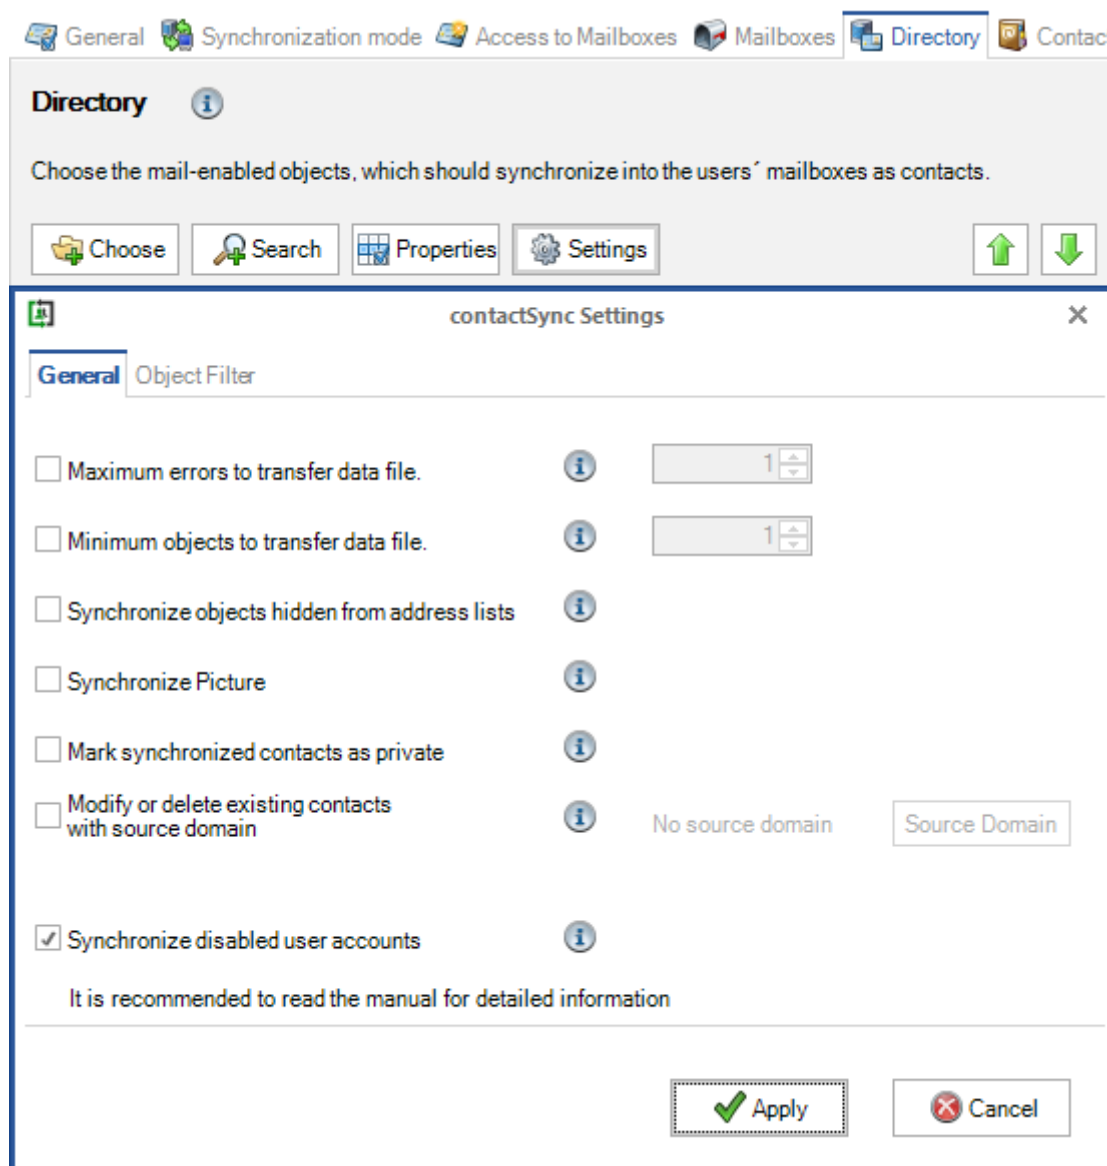 General Synchronization mode Access to Mailboxes Mailboxes Directory Contac
Directory
Choose the mail-enabled objects, which should synchronize into the users´ mailboxes as contacts.
Choose Search Properties Settings
contactSync Settings
General Object Filter
Maximum errors to transfer data file. 1
Minimum objects to transfer data file. 1
Synchronize objects hidden from address lists
Synchronize Picture
Mark synchronized contacts as private
Modify or delete existing contacts
with source domain
No source domain Source Domain
Synchronize disabled user accounts
It is recommended to read the manual for detailed information
Apply Cancel